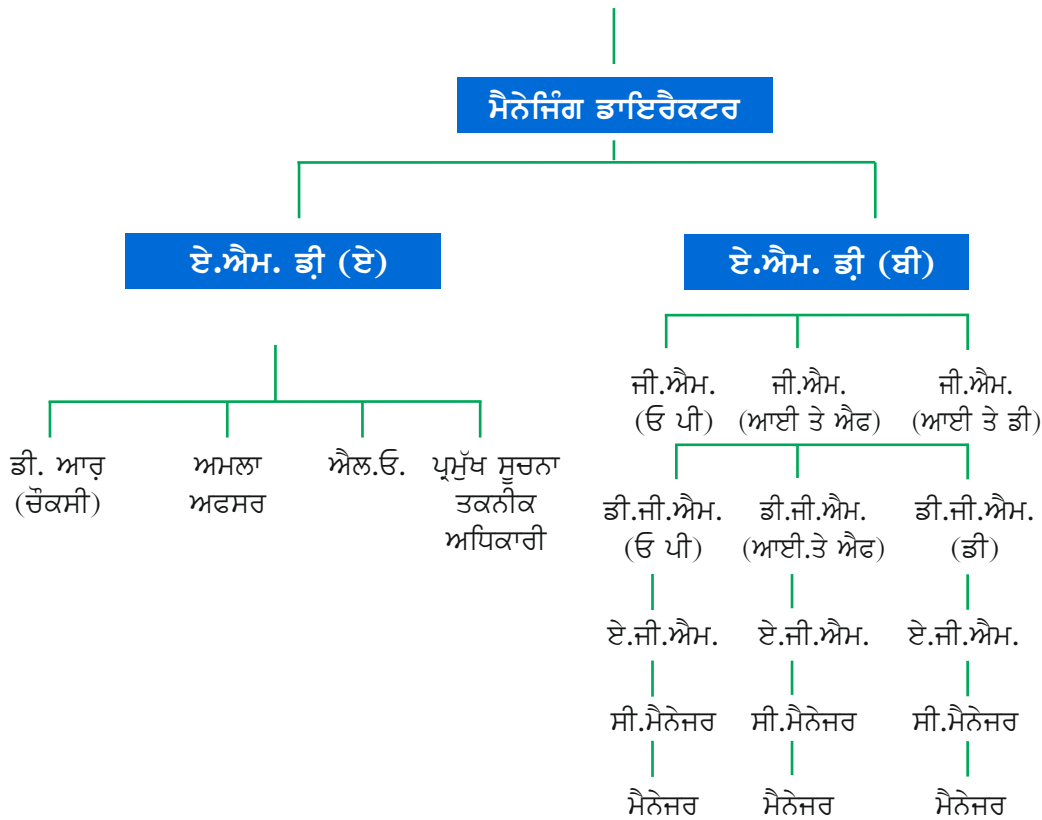 ਮੈਨੇਜਿੰਗ ਡਾਇਰੈਕਟਰ
ਏ.ਐਮ. ਡੀ਼ (ਏ)
ਏ.ਐਮ. ਡੀ਼ (ਬੀ)
ਜੀ.ਐਮ.
(ਓ ਪੀ)
ਜੀ.ਐਮ.
(ਆਈ ਤੇ ਐਫ)
ਜੀ.ਐਮ.
(ਆਈ ਤੇ ਡੀ)
ਡੀ. ਆਰ਼
(ਚੌਕਸੀ)
ਅਮਲਾ
ਅਫਸਰ
ਐਲ.ਓ.
ਪ੍ਰਮੁੱਖ ਸੂਚਨਾ
ਤਕਨੀਕ
ਅਧਿਕਾਰੀ
ਡੀ.ਜੀ.ਐਮ.
(ਓ ਪੀ)
ਡੀ.ਜੀ.ਐਮ.
(ਆਈ.ਤੇ ਐਫ)
ਡੀ.ਜੀ.ਐਮ.
(ਡੀ)
ਏ.ਜੀ.ਐਮ.
ਏ.ਜੀ.ਐਮ.
ਏ.ਜੀ.ਐਮ.
ਸੀ.ਮੈਨੇਜਰ
ਸੀ.ਮੈਨੇਜਰ
ਸੀ.ਮੈਨੇਜਰ
ਮੈਨੇਜਰ
ਮੈਨੇਜਰ
ਮੈਨੇਜਰ